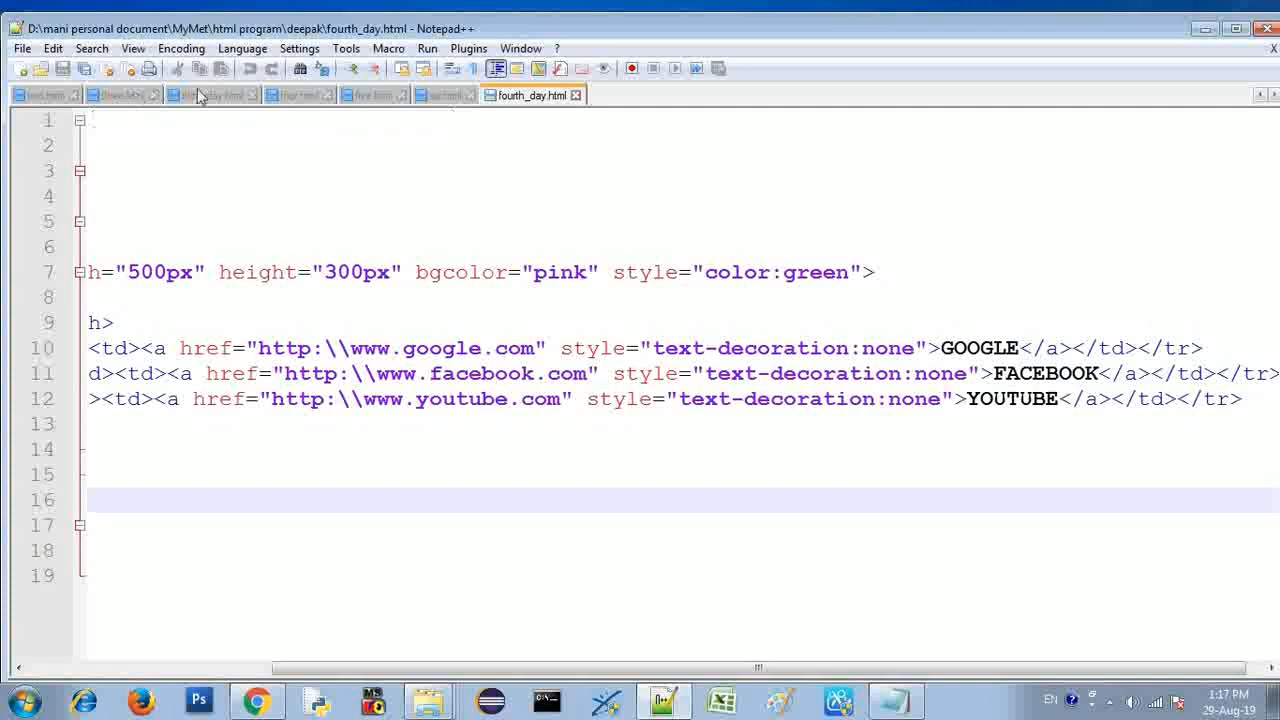 D:\mani personal document\MyMet\html program\deepak\fourth_day.html - Notepad++
File Edit Search View Encoding Language Settings Tools Macro Run Plugins Window ? X
fourth_day.html
1
2
3
4
5
6
7 h="500px" height="300px" bgcolor="pink" style="color:green">
8
9 h>
10 <td><a href="http:\\www.google.com" style="text-decoration:none">GOOGLE</a></td></tr>
11 d><td><a href="http:\\www.facebook.com" style="text-decoration:none">FACEBOOK</a></td></tr>
12 ><td><a href="http:\\www.youtube.com" style="text-decoration:none">YOUTUBE</a></td></tr>
13
14
15
16
17
18
19
Ps
EN
1:17 PM
29-Aug-19